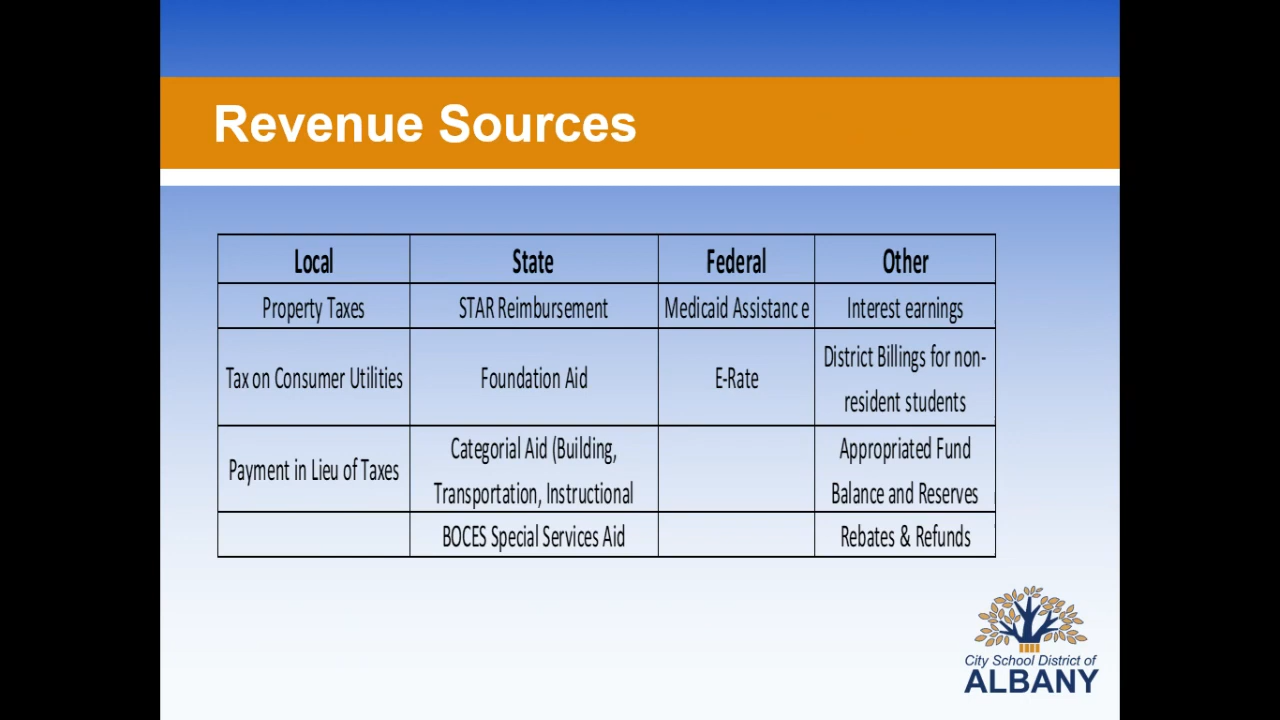 Revenue Sources
Local State Federal Other
Property Taxes STAR Reimbursement Medicaid Assistance Interest earnings
Tax on Consumer Utilities Foundation Aid E-Rate District Billings for non-
resident students
Payment in Lieu of Taxes Categorial Aid (Building,
Transportation, Instructional
Appropriated Fund
Balance and Reserves
BOCES Special Services Aid Rebates & Refunds
City School District of
ALBANY